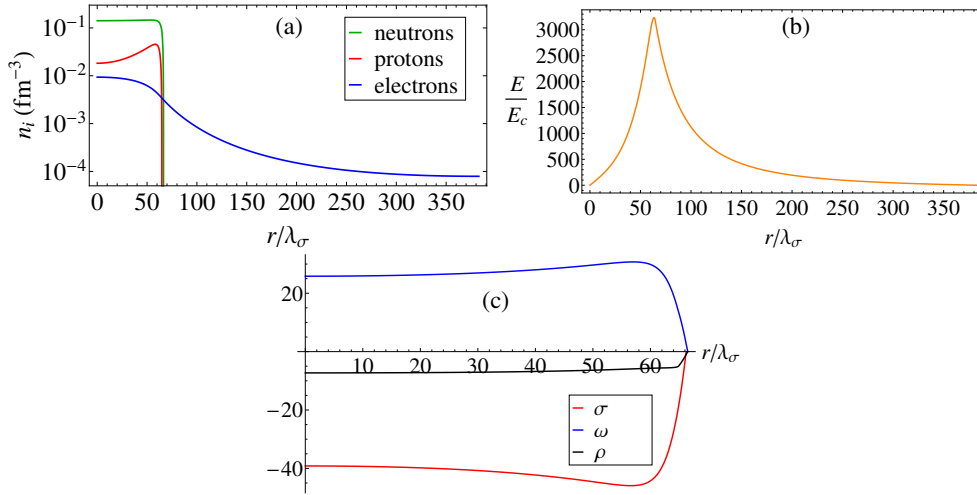 (a)
neutrons
protons
electrons
n_i (fm⁻³)
10⁻¹
10⁻²
10⁻³
10⁻⁴
0 50 100 150 200 250 300 350
r/λ_σ
(b)
E
E_c
3000
2500
2000
1500
1000
500
0
0 50 100 150 200 250 300 350
r/λ_σ
(c)
20
−20
−40
10 20 30 40 50 60
r/λ_σ
σ
ω
ρ